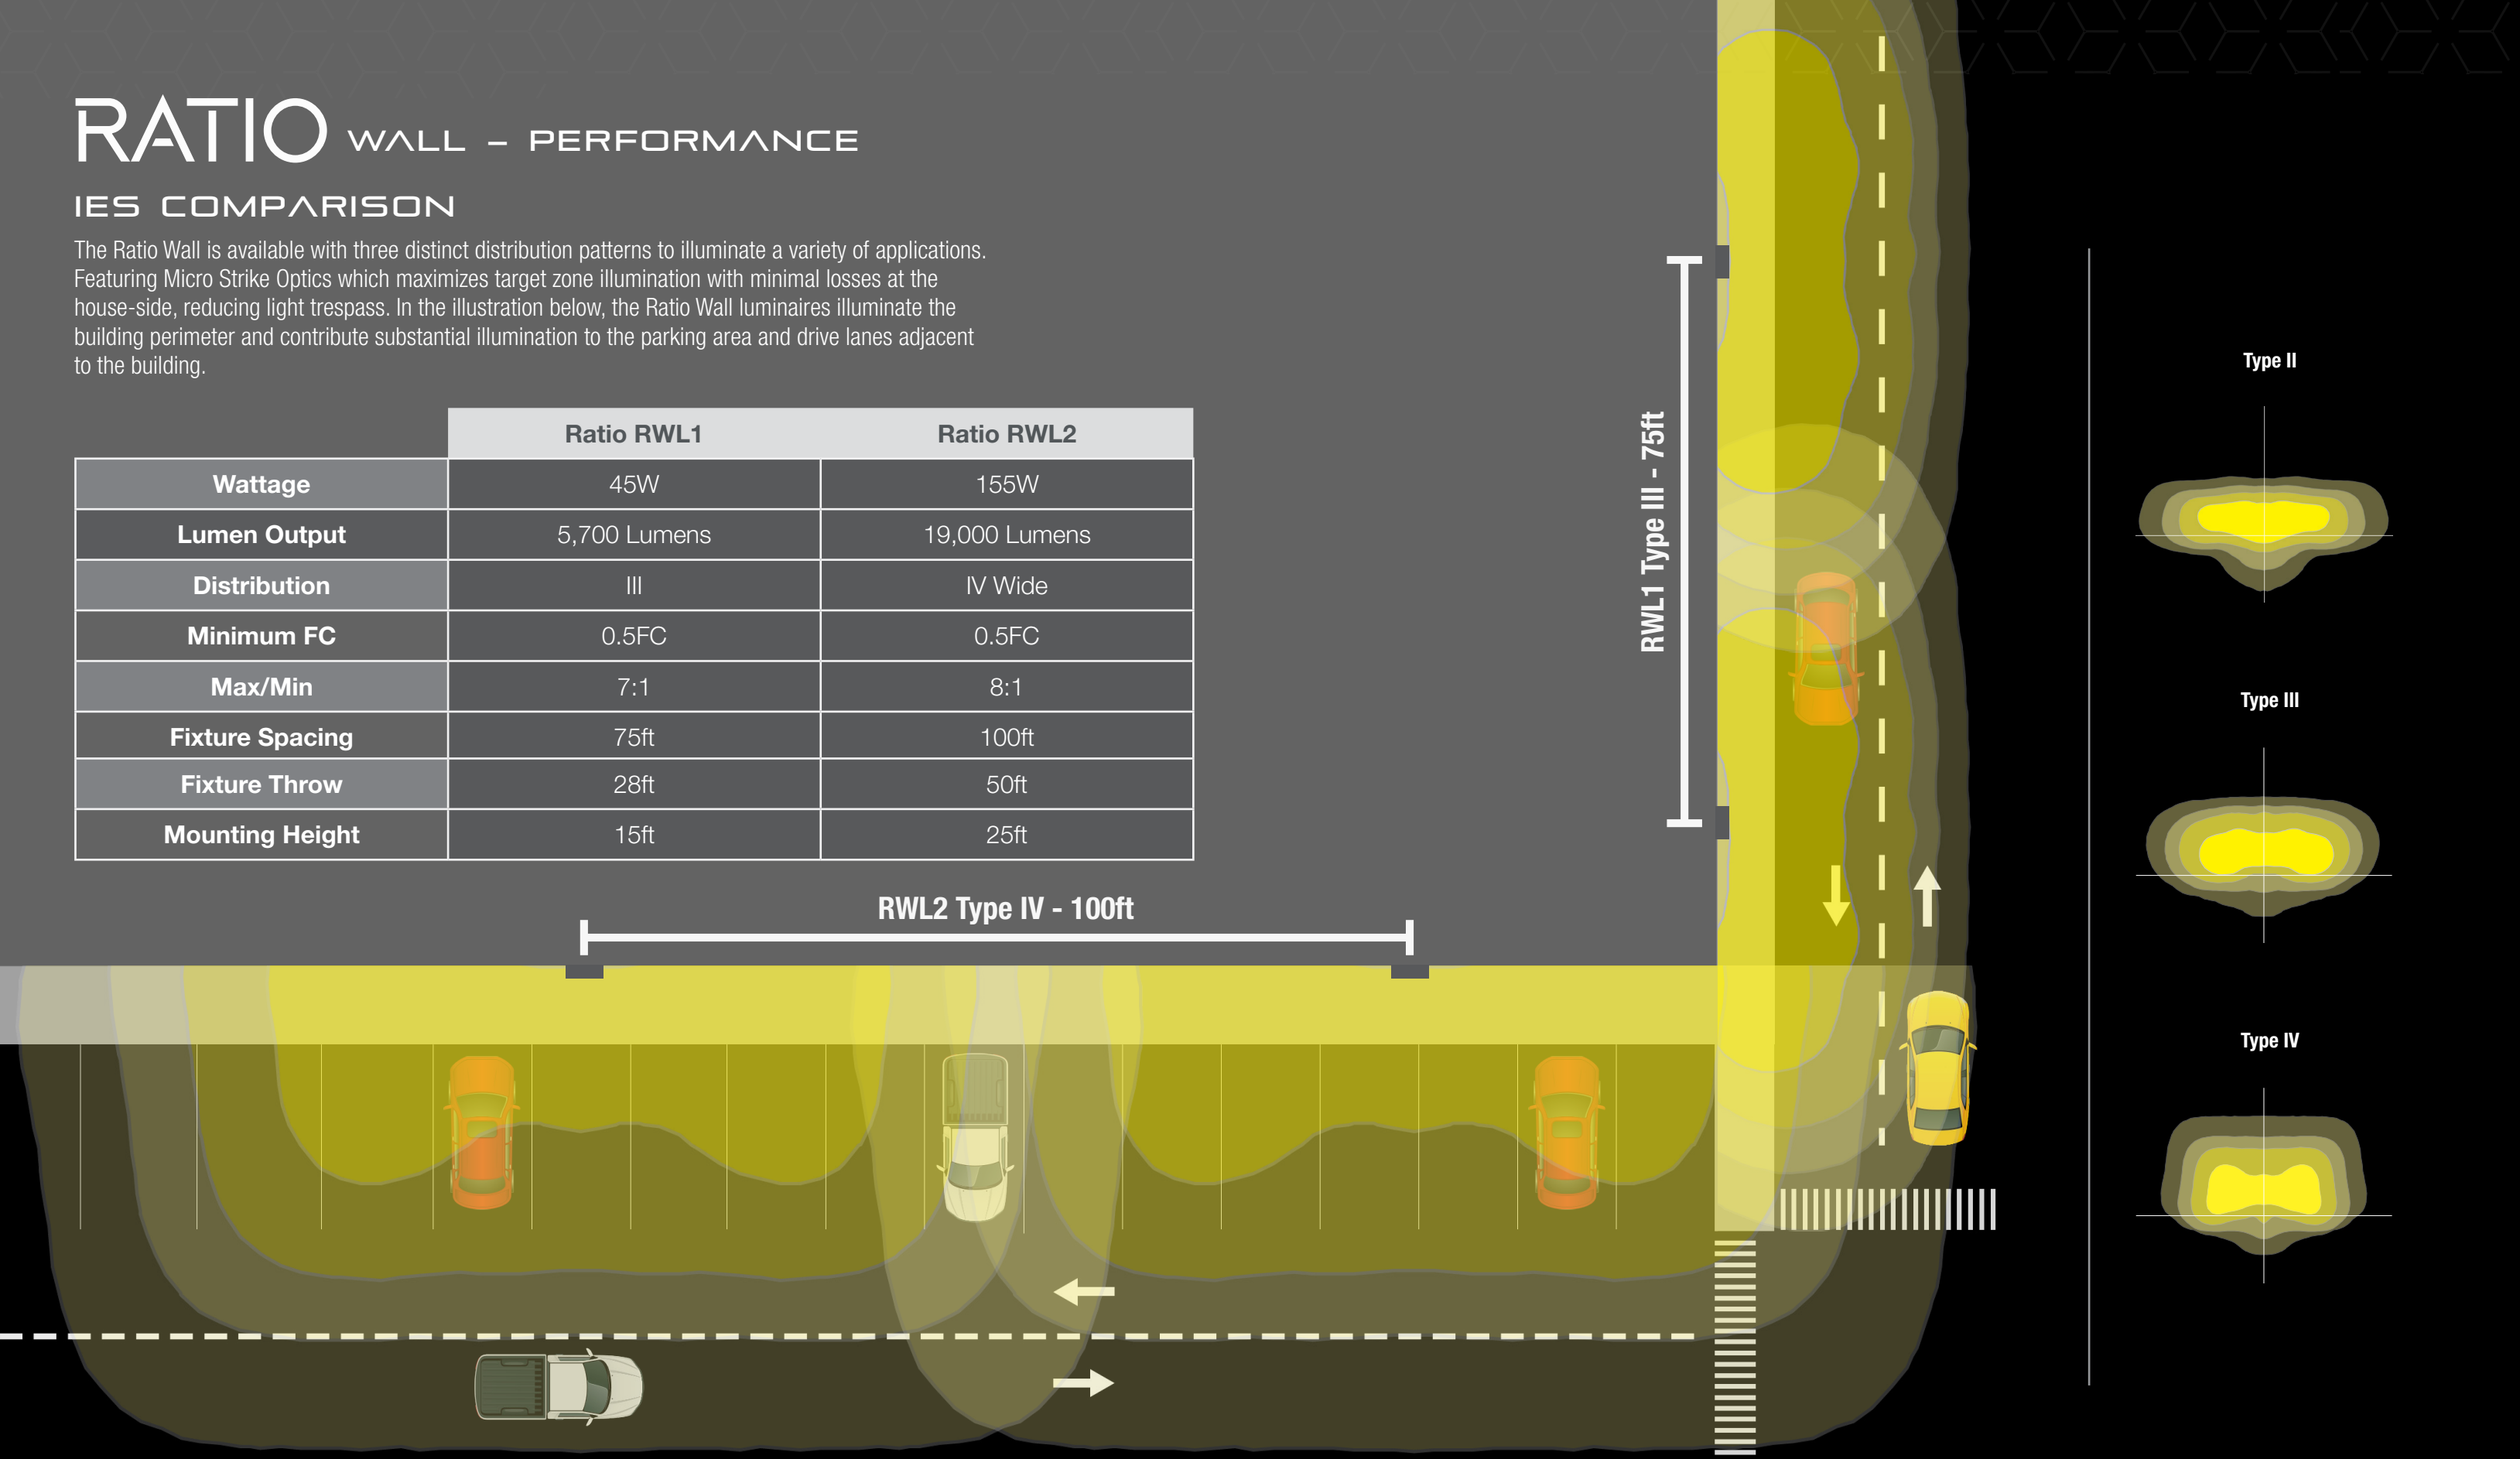 RATIO WALL – PERFORMANCE
IES COMPARISON
The Ratio Wall is available with three distinct distribution patterns to illuminate a variety of applications.
Featuring Micro Strike Optics which maximizes target zone illumination with minimal losses at the
house-side, reducing light trespass. In the illustration below, the Ratio Wall luminaires illuminate the
building perimeter and contribute substantial illumination to the parking area and drive lanes adjacent
to the building.
Ratio RWL1 Ratio RWL2
Wattage 45W 155W
Lumen Output 5,700 Lumens 19,000 Lumens
Distribution III IV Wide
Minimum FC 0.5FC 0.5FC
Max/Min 7:1 8:1
Fixture Spacing 75ft 100ft
Fixture Throw 28ft 50ft
Mounting Height 15ft 25ft
RWL2 Type IV - 100ft
RWL1 Type III - 75ft
Type II
Type III
Type IV